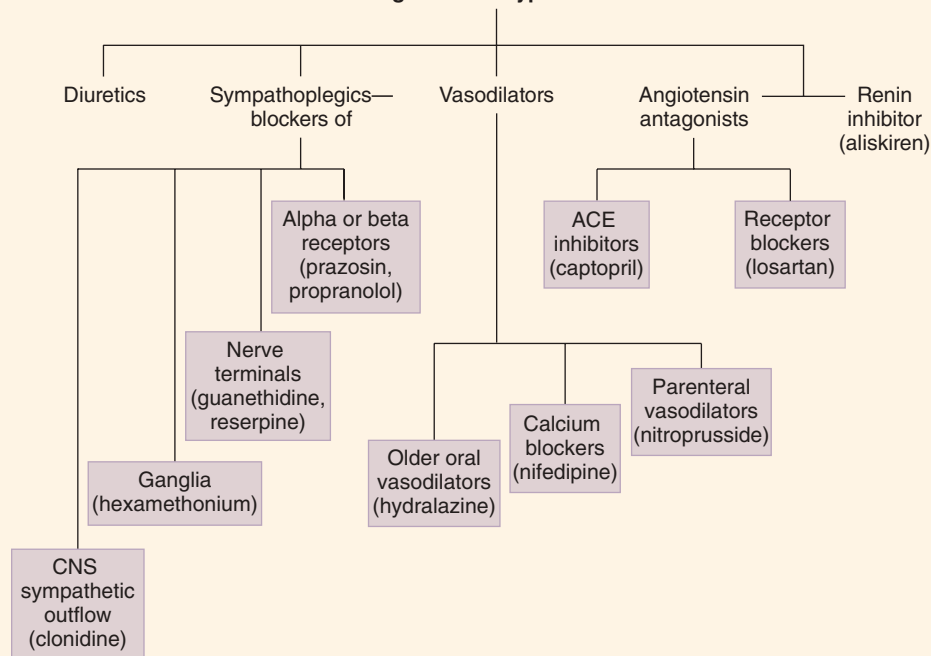 Diuretics
Sympathoplegics—
blockers of
Vasodilators
Angiotensin
antagonists
Renin
inhibitor
(aliskiren)
Alpha or beta
receptors
(prazosin,
propranolol)
ACE
inhibitors
(captopril)
Receptor
blockers
(losartan)
Nerve
terminals
(guanethidine,
reserpine)
Parenteral
vasodilators
(nitroprusside)
Calcium
blockers
(nifedipine)
Older oral
vasodilators
(hydralazine)
Ganglia
(hexamethonium)
CNS
sympathetic
outflow
(clonidine)